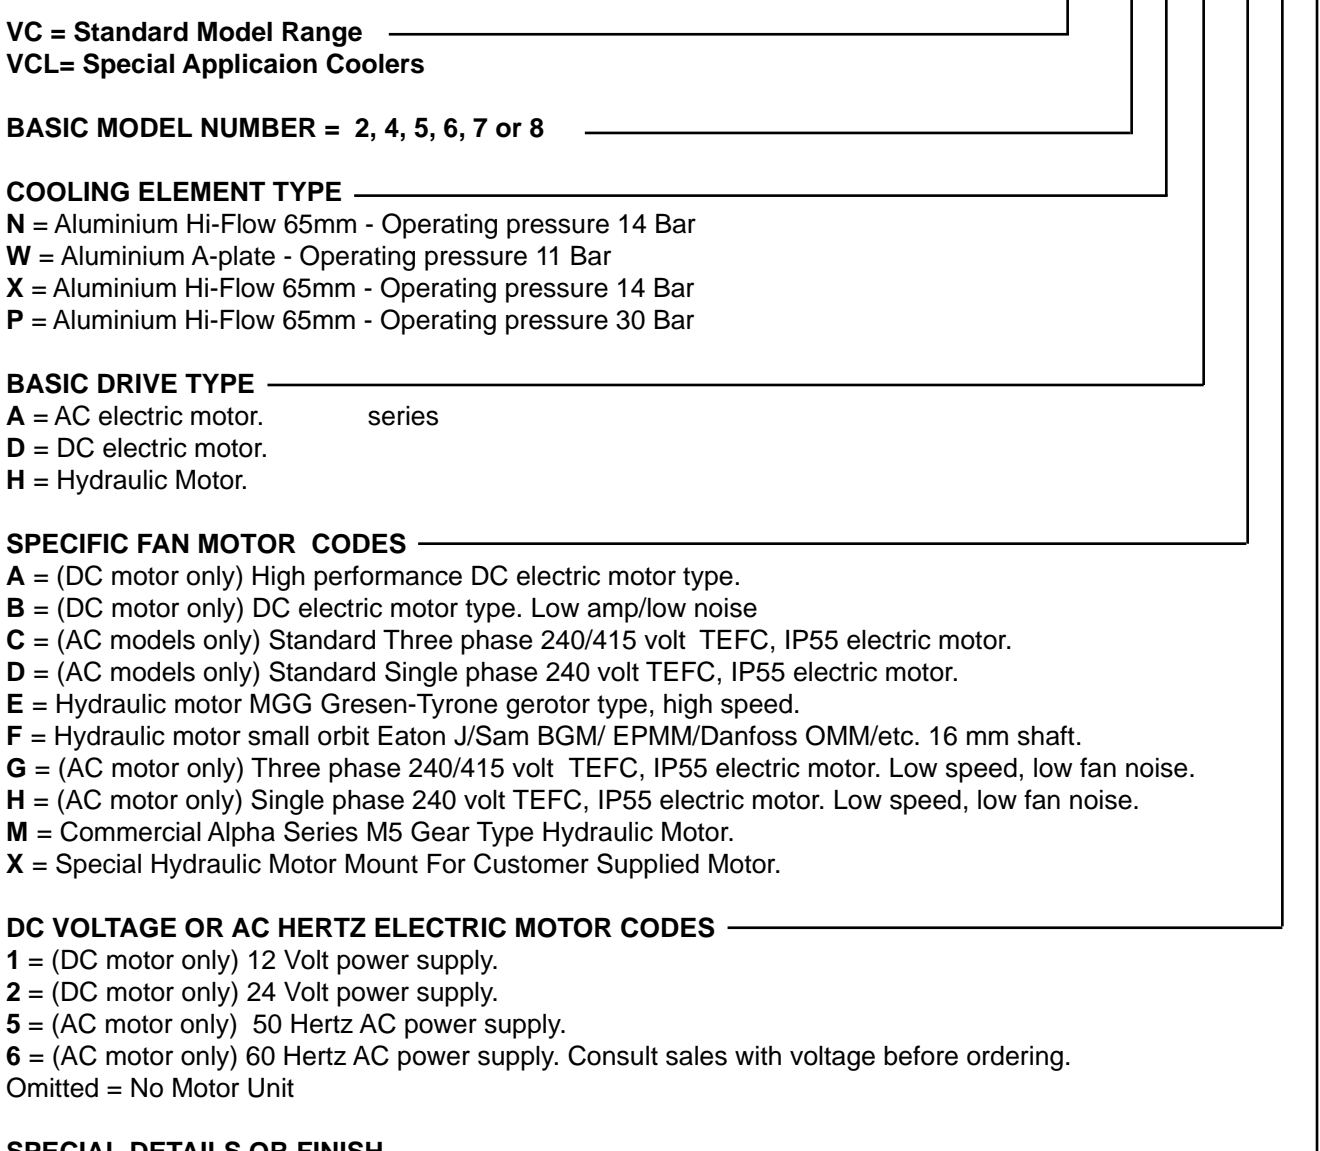 VC = Standard Model Range
VCL= Special Applicaion Coolers
BASIC MODEL NUMBER = 2, 4, 5, 6, 7 or 8
COOLING ELEMENT TYPE
N = Aluminium Hi-Flow 65mm - Operating pressure 14 Bar
W = Aluminium A-plate - Operating pressure 11 Bar
X = Aluminium Hi-Flow 65mm - Operating pressure 14 Bar
P = Aluminium Hi-Flow 65mm - Operating pressure 30 Bar
BASIC DRIVE TYPE
A = AC electric motor. series
D = DC electric motor.
H = Hydraulic Motor.
SPECIFIC FAN MOTOR CODES
A = (DC motor only) High performance DC electric motor type.
B = (DC motor only) DC electric motor type. Low amp/low noise
C = (AC models only) Standard Three phase 240/415 volt TEFC, IP55 electric motor.
D = (AC models only) Standard Single phase 240 volt TEFC, IP55 electric motor.
E = Hydraulic motor MGG Gresen-Tyrone gerotor type, high speed.
F = Hydraulic motor small orbit Eaton J/Sam BGM/ EPMM/Danfoss OMM/etc. 16 mm shaft.
G = (AC motor only) Three phase 240/415 volt TEFC, IP55 electric motor. Low speed, low fan noise.
H = (AC motor only) Single phase 240 volt TEFC, IP55 electric motor. Low speed, low fan noise.
M = Commercial Alpha Series M5 Gear Type Hydraulic Motor.
X = Special Hydraulic Motor Mount For Customer Supplied Motor.
DC VOLTAGE OR AC HERTZ ELECTRIC MOTOR CODES
1 = (DC motor only) 12 Volt power supply.
2 = (DC motor only) 24 Volt power supply.
5 = (AC motor only) 50 Hertz AC power supply.
6 = (AC motor only) 60 Hertz AC power supply. Consult sales with voltage before ordering.
Omitted = No Motor Unit
SPECIAL DETAILS OR FINISH